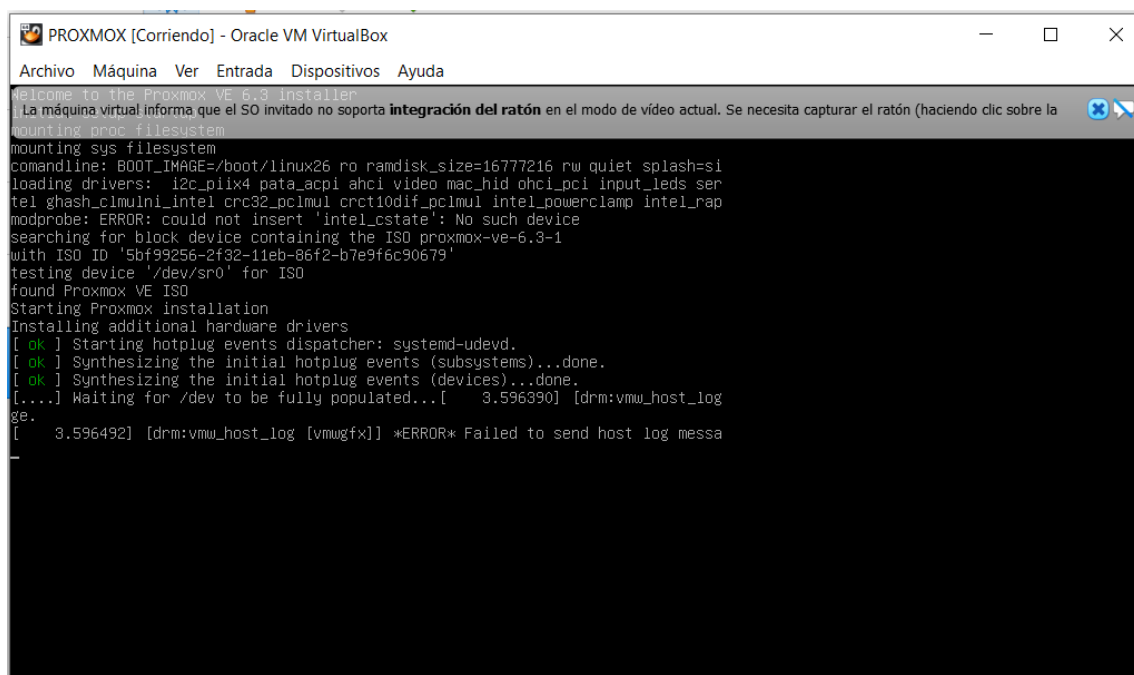 PROXMOX [Corriendo] - Oracle VM VirtualBox
Archivo Máquina Ver Entrada Dispositivos Ayuda
Welcome to the Proxmox VE 6.3 installer
La máquina virtual informa que el SO invitado no soporta integración del ratón en el modo de vídeo actual. Se necesita capturar el ratón (haciendo clic sobre la
mounting proc filesystem
mounting sys filesystem
comandline: BOOT_IMAGE=/boot/linux26 ro ramdisk_size=16777216 rw quiet splash=si
loading drivers: i2c_piix4 pata_acpi ahci video mac_hid ohci_pci input_leds ser
tel ghash_clmulni_intel crc32_pclmul crct10dif_pclmul intel_powerclamp intel_rap
modprobe: ERROR: could not insert 'intel_cstate': No such device
searching for block device containing the ISO proxmox-ve-6.3-1
with ISO ID '5bf99256-2f32-11eb-86f2-b7e9f6c90679'
testing device '/dev/sr0' for ISO
found Proxmox VE ISO
Starting Proxmox installation
Installing additional hardware drivers
[ ok ] Starting hotplug events dispatcher: systemd-udevd.
[ ok ] Synthesizing the initial hotplug events (subsystems)...done.
[ ok ] Synthesizing the initial hotplug events (devices)...done.
[....] Waiting for /dev to be fully populated...[ 3.596390] [drm:vmw_host_log
ge.
[ 3.596492] [drm:vmw_host_log [vmwgfx]] *ERROR* Failed to send host log messa